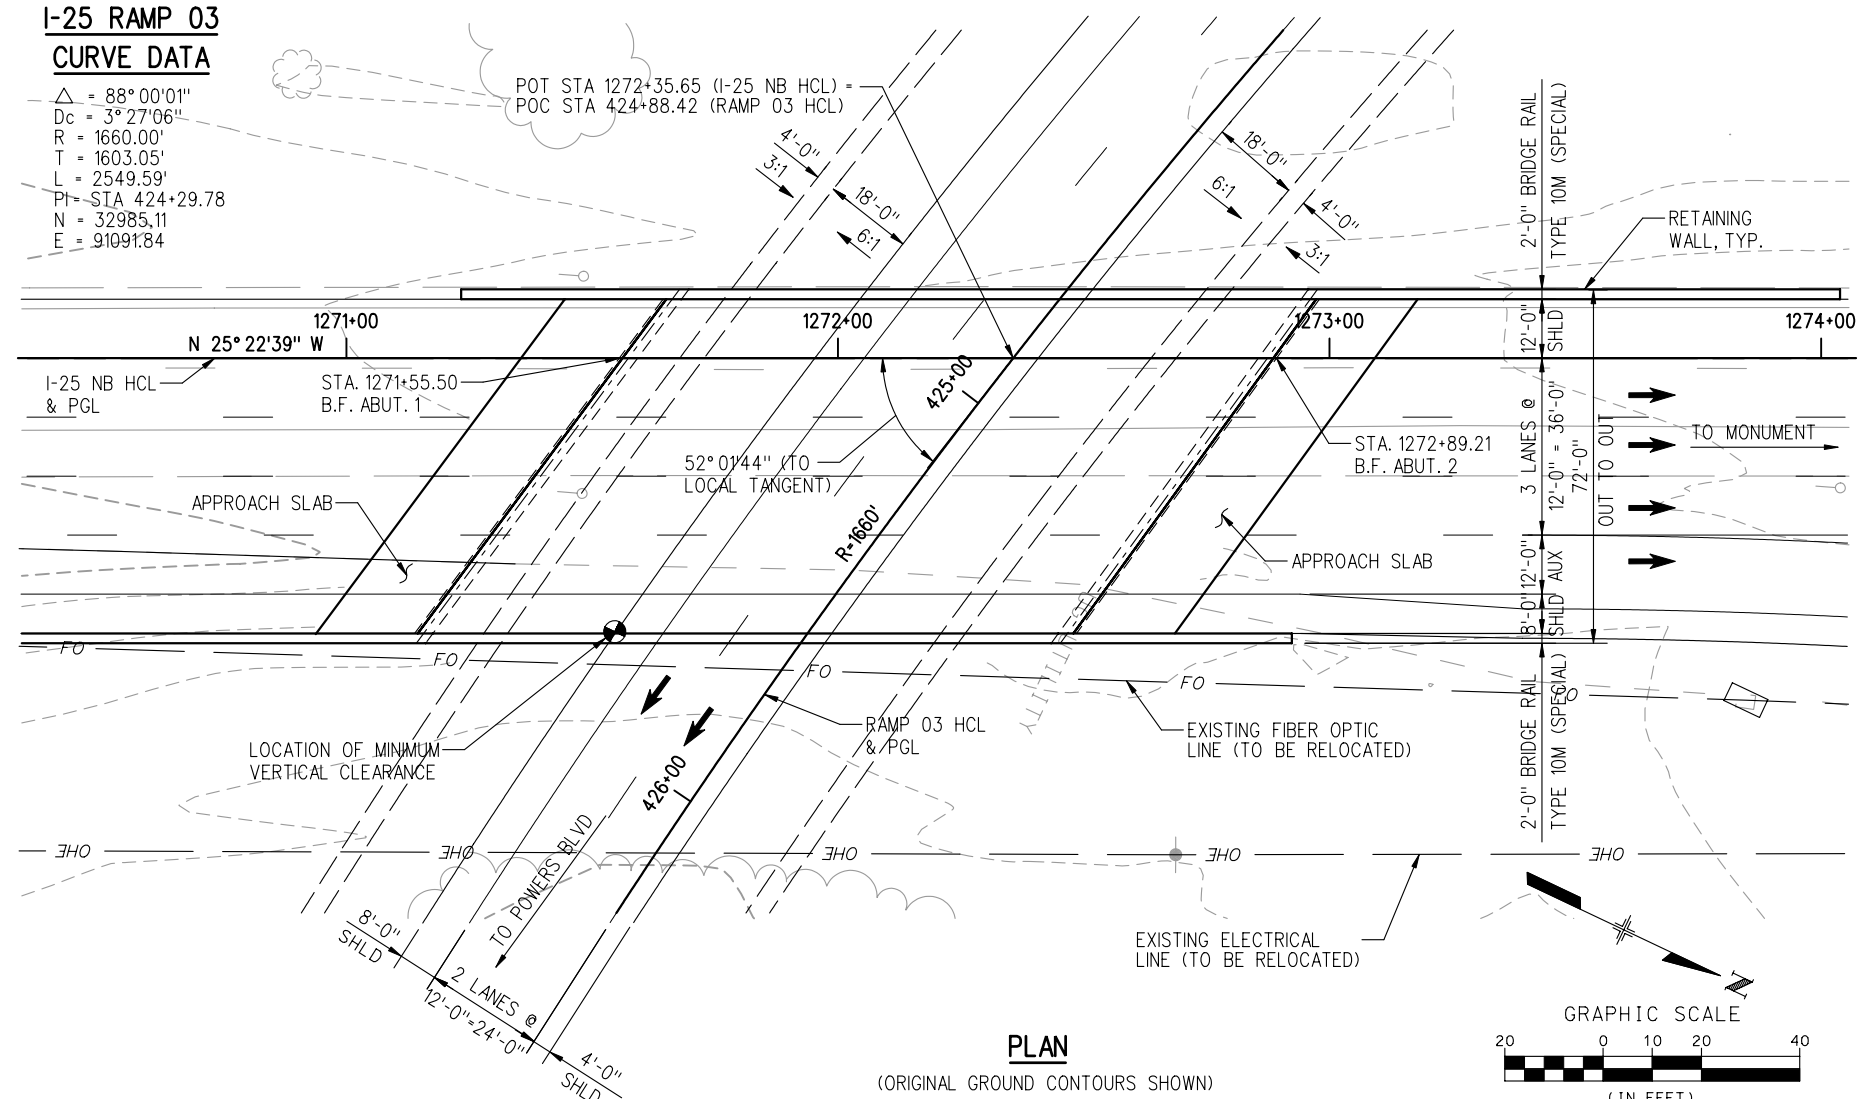 I-25 RAMP 03
CURVE DATA
△ = 88°00'01"
Dc = 3°27'06"
R = 1660.00'
T = 1603.05'
L = 2549.59'
PI= STA 424+29.78
N = 32985.11
E = 91091.84
POT STA 1272+35.65 (I-25 NB HCL) =
POC STA 424+88.42 (RAMP 03 HCL)
4'-0"
3:1
18'-0"
6:1
18'-0"
6:1
4'-0"
3:1
2'-0" BRIDGE RAIL
TYPE 10M (SPECIAL)
RETAINING
WALL, TYP.
1271+00
1272+00
1273+00
1274+00
N 25°22'39" W
I-25 NB HCL
& PGL
STA. 1271+55.50
B.F. ABUT. 1
425+00
12'-0"
SHLD
3 LANES @
12'-0" = 36'-0"
72'-0"
OUT TO OUT
TO MONUMENT
STA. 1272+89.21
B.F. ABUT. 2
52°01'44" (TO
LOCAL TANGENT)
APPROACH SLAB
R=1660'
APPROACH SLAB
12'-0"
AUX
8'-0"
SHLD
FO
FO
FO
FO
FO
2'-0" BRIDGE RAIL
TYPE 10M (SPECIAL)
RAMP 03 HCL
& PGL
EXISTING FIBER OPTIC
LINE (TO BE RELOCATED)
LOCATION OF MINIMUM
VERTICAL CLEARANCE
426+00
OHE
OHE
OHE
OHE
OHE
TO POWERS BLVD
8'-0"
SHLD
2 LANES @
12'-0"=24'-0"
4'-0"
SHLD
EXISTING ELECTRICAL
LINE (TO BE RELOCATED)
N
PLAN
(ORIGINAL GROUND CONTOURS SHOWN)
GRAPHIC SCALE
20 0 10 20 40
(IN FEET)